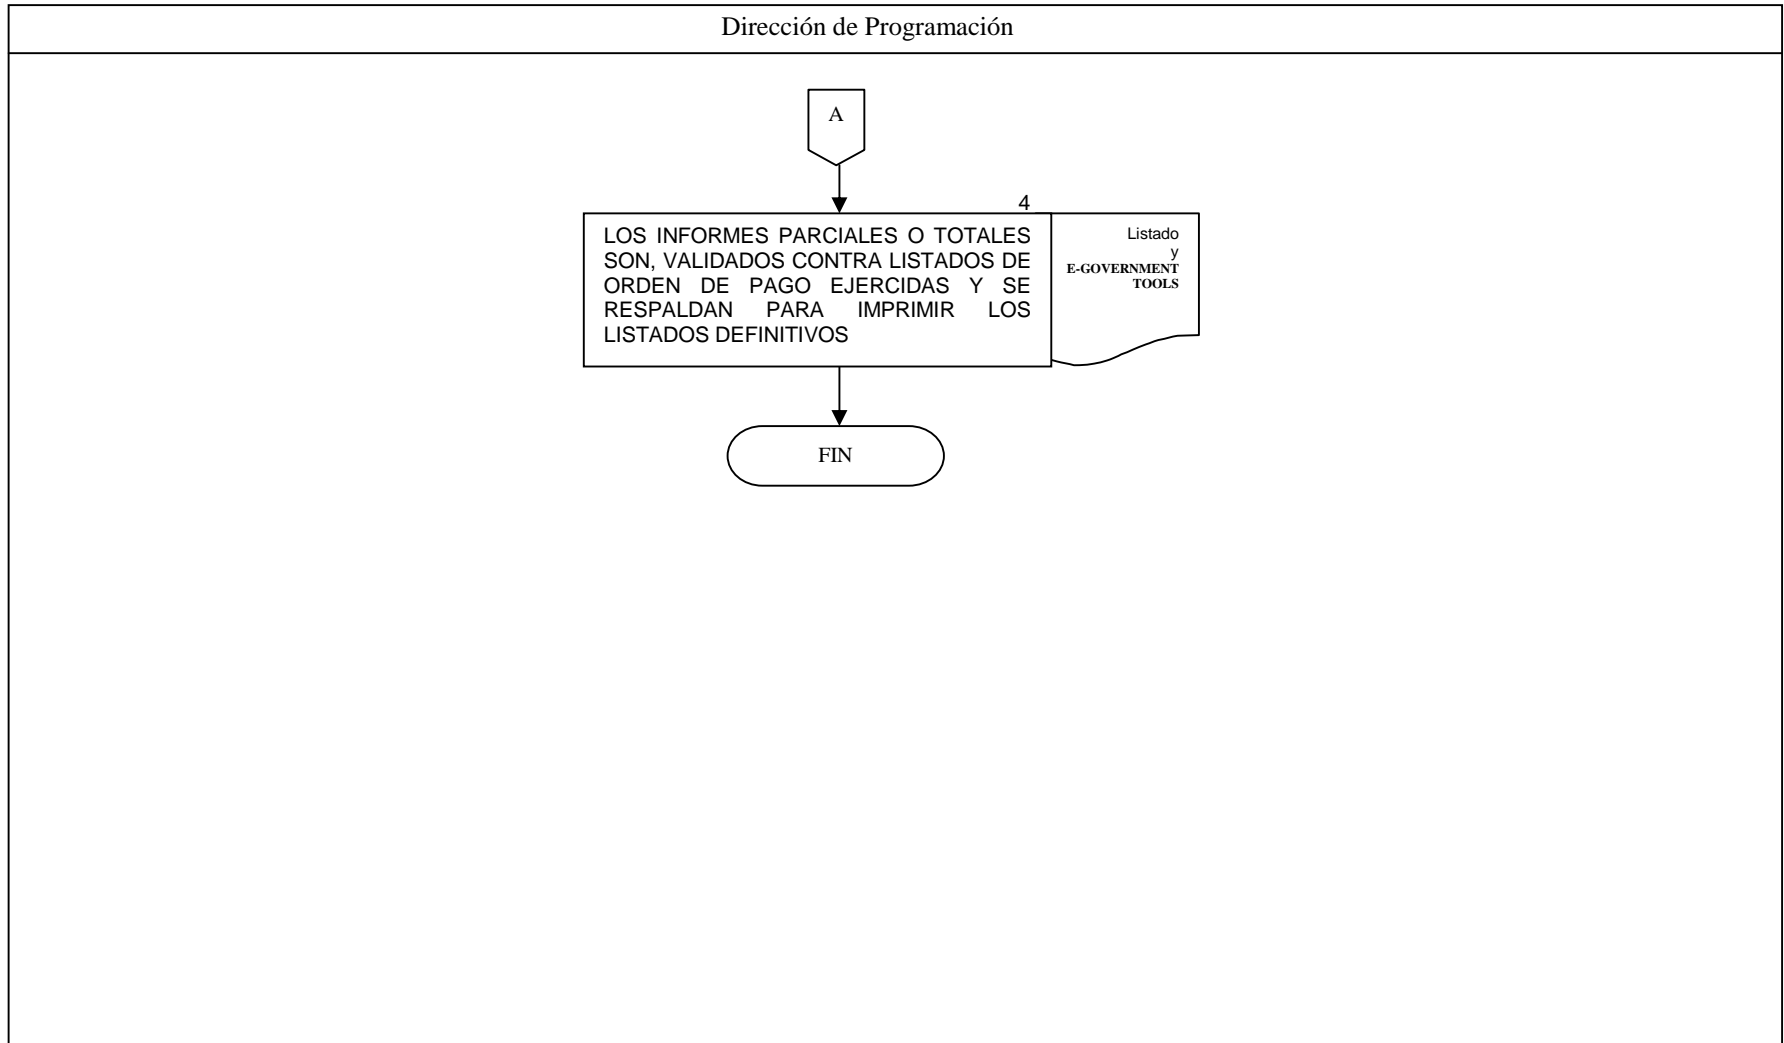 Dirección de Programación
A
4
LOS INFORMES PARCIALES O TOTALES
SON, VALIDADOS CONTRA LISTADOS DE
ORDEN DE PAGO EJERCIDAS Y SE
RESPALDAN PARA IMPRIMIR LOS
LISTADOS DEFINITIVOS
Listado
y
E-GOVERNMENT
TOOLS
FIN